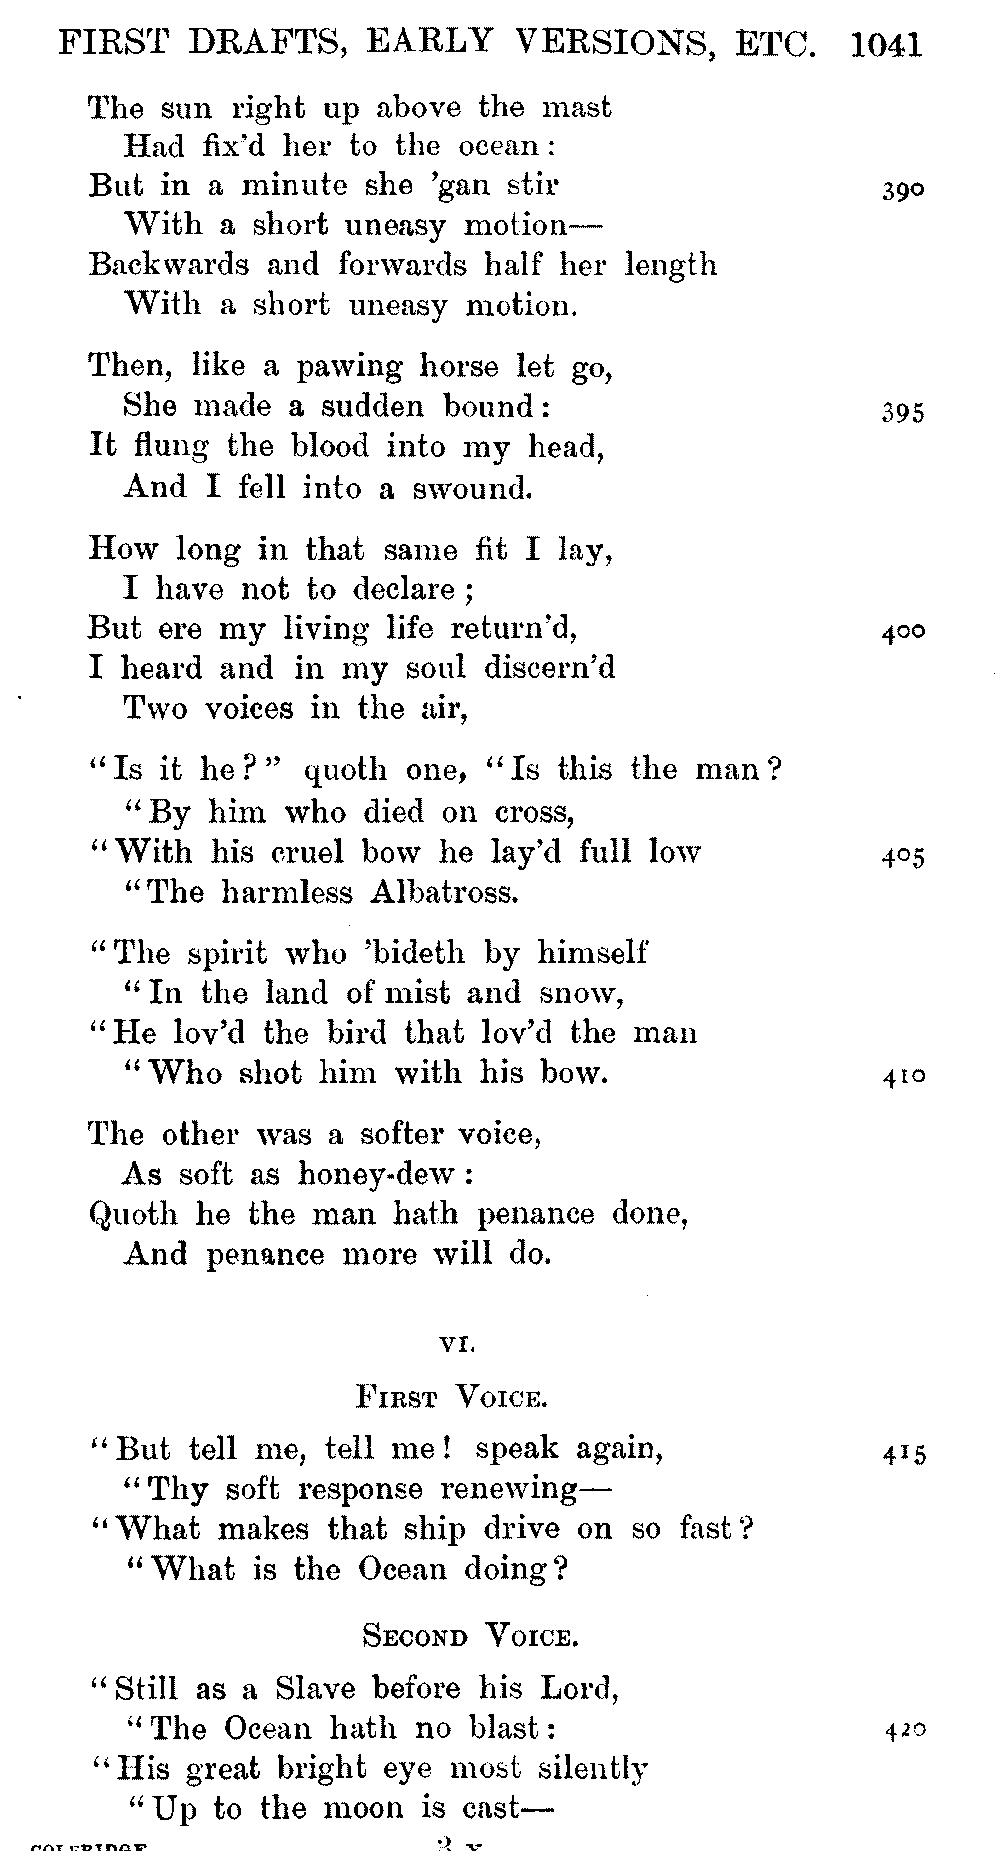 FIRST DRAFTS, EARLY VERSIONS, ETC. 1041
The sun right up above the mast
Had fix'd her to the ocean:
But in a minute she 'gan stir 390
With a short uneasy motion—
Backwards and forwards half her length
With a short uneasy motion.
Then, like a pawing horse let go,
She made a sudden bound: 395
It flung the blood into my head,
And I fell into a swound.
How long in that same fit I lay,
I have not to declare;
But ere my living life return'd, 400
I heard and in my soul discern'd
Two voices in the air,
“Is it he?” quoth one, “Is this the man?
“By him who died on cross,
“With his cruel bow he lay'd full low 405
“The harmless Albatross.
“The spirit who 'bideth by himself
“In the land of mist and snow,
“He lov'd the bird that lov'd the man
“Who shot him with his bow. 410
The other was a softer voice,
As soft as honey-dew:
Quoth he the man hath penance done,
And penance more will do.
VI.
FIRST VOICE.
“But tell me, tell me! speak again, 415
“Thy soft response renewing—
“What makes that ship drive on so fast?
“What is the Ocean doing?
SECOND VOICE.
“Still as a Slave before his Lord,
“The Ocean hath no blast: 420
“His great bright eye most silently
“Up to the moon is cast—
COLERIDGE